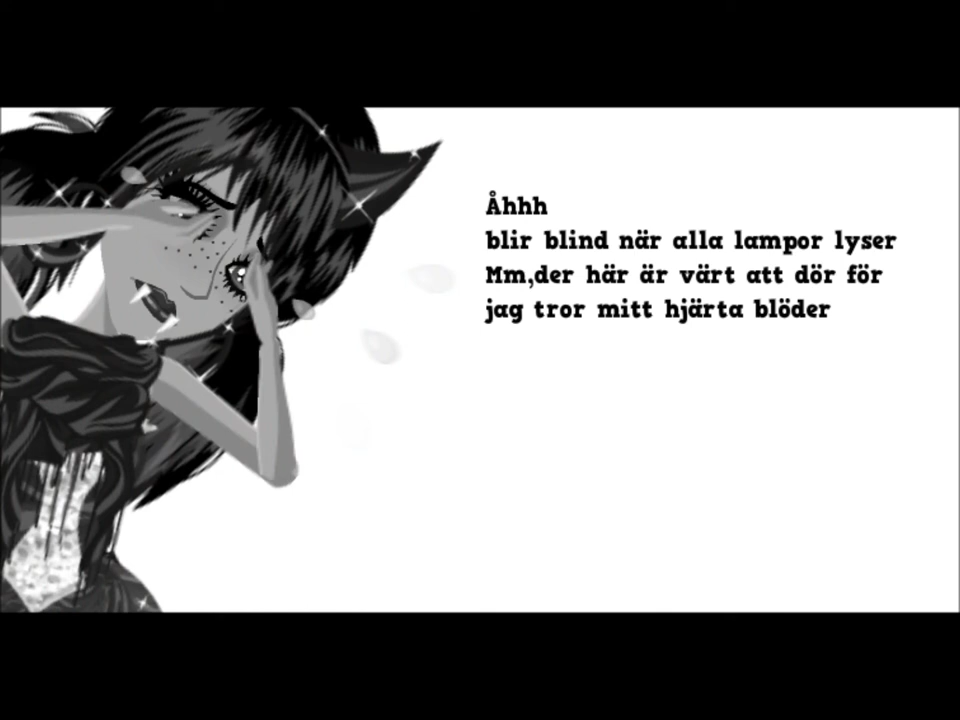 Åhhh
blir blind när alla lampor lyser
Mm,der här är värt att dör för
jag tror mitt hjärta blöder